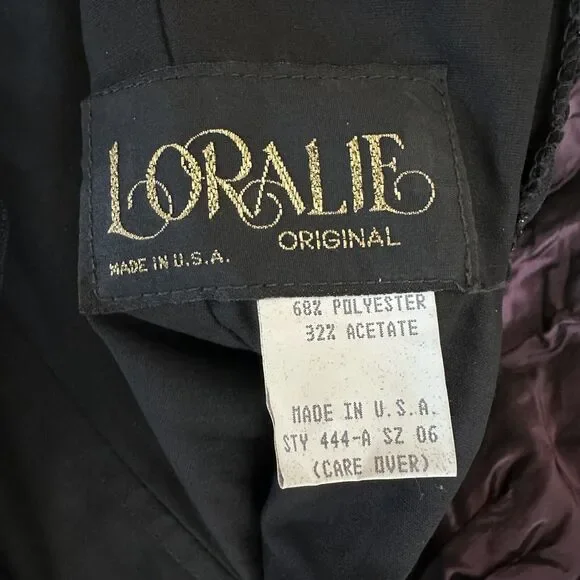 LORALIE
ORIGINAL
MADE IN U.S.A.
68% POLYESTER
32% ACETATE
MADE IN U.S.A.
STY 444-A SZ 06
(CARE OVER)